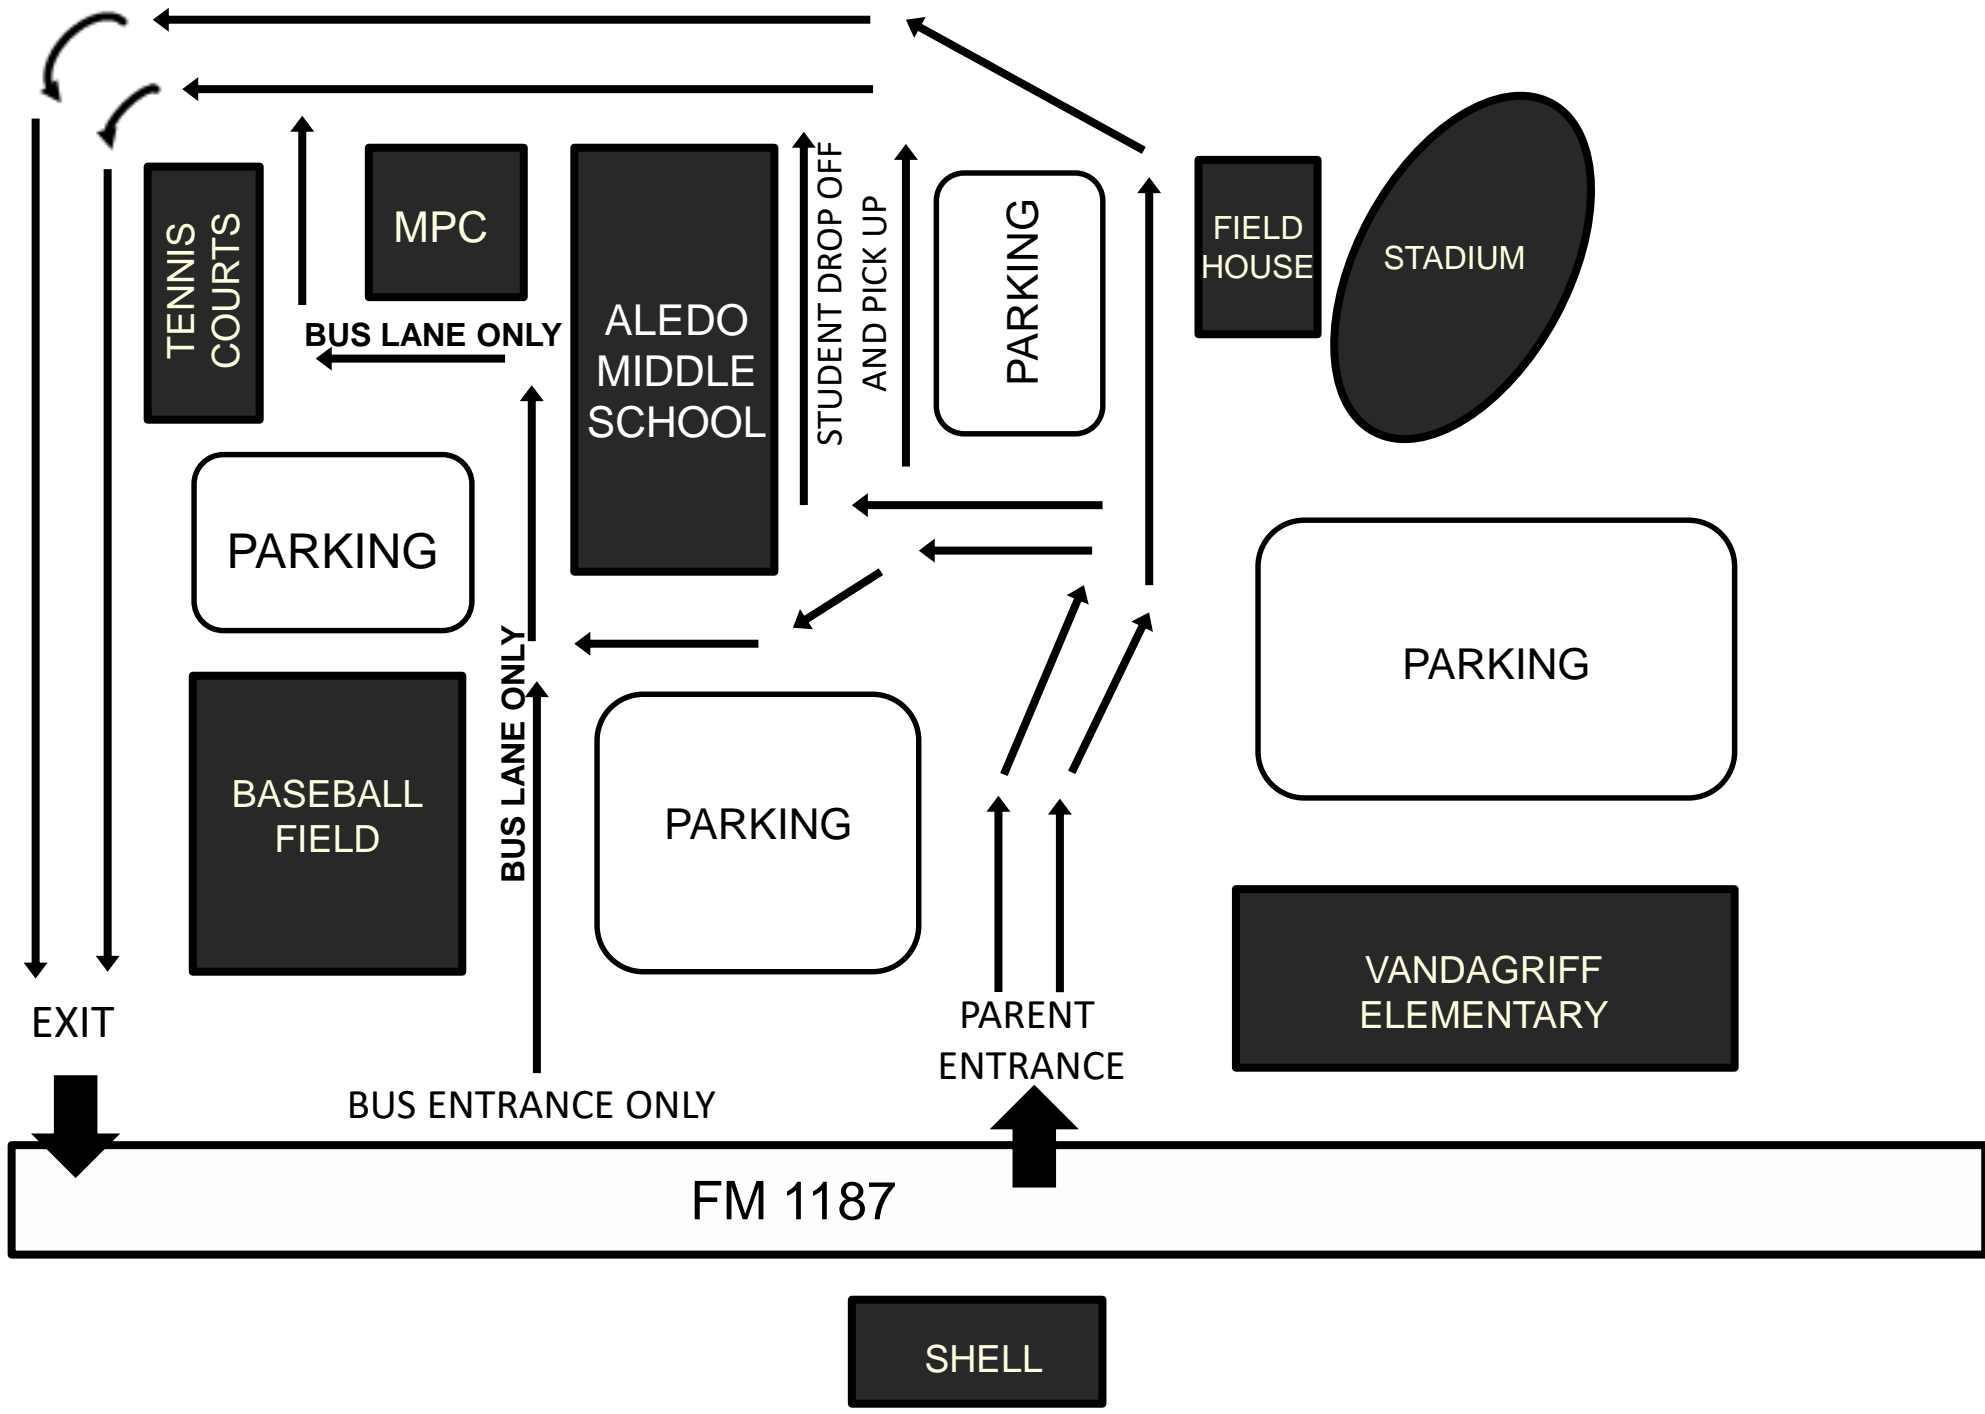 TENNIS
COURTS
MPC
BUS LANE ONLY
ALEDO
MIDDLE
SCHOOL
STUDENT DROP OFF
AND PICK UP
PARKING
FIELD
HOUSE
STADIUM
PARKING
BUS LANE ONLY
PARKING
BASEBALL
FIELD
PARKING
VANDAGRIFF
ELEMENTARY
EXIT
PARENT
ENTRANCE
BUS ENTRANCE ONLY
FM 1187
SHELL